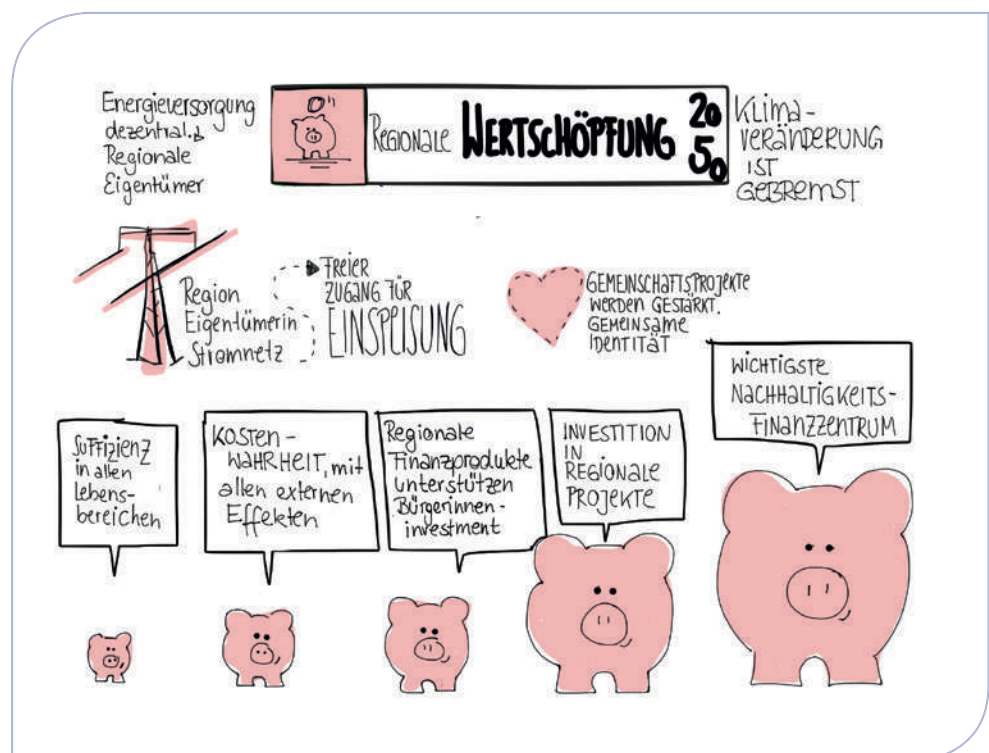 Energieversorgung
dezentral &
Regionale
Eigentümer
REGIONALE WERTSCHÖPFUNG 2050
KLIMA-
VERÄNDERUNG
IST
GEBREMST
Region
Eigentümerin
Stromnetz
FREIER
ZUGANG FÜR
EINSPEISUNG
GEMEINSCHAFTSPROJEKTE
WERDEN GESTÄRKT.
GEMEINSAME
IDENTITÄT
Suffizienz
in allen
Lebens-
bereichen
KOSTEN-
WAHRHEIT, mit
allen externen
Effekten
Regionale
Finanzprodukte
unterstützen
Bürgerinnen-
investment
INVESTITION
IN
REGIONALE
PROJEKTE
WICHTIGSTE
NACHHALTIGKEITS-
FINANZZENTRUM